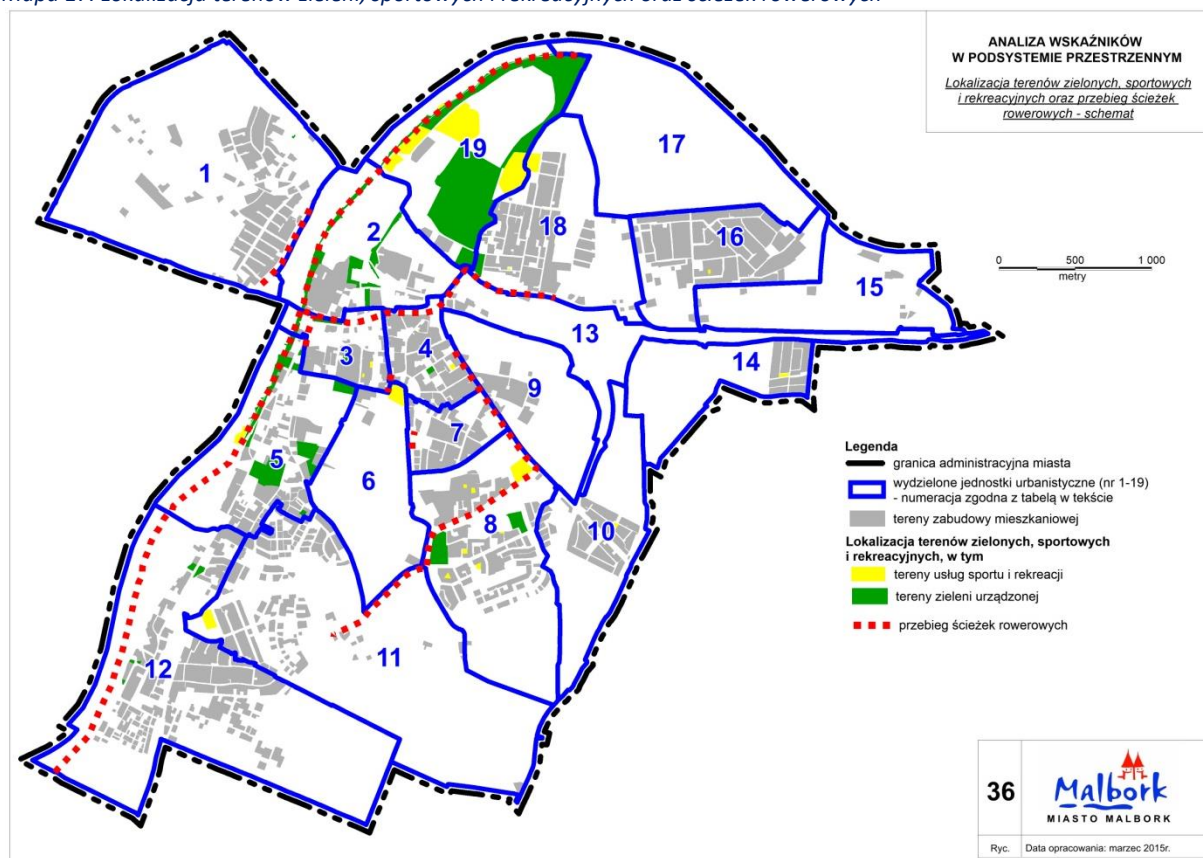 ANALIZA WSKAŹNIKÓW
W PODSYSTEMIE PRZESTRZENNYM
Lokalizacja terenów zielonych, sportowych
i rekreacyjnych oraz przebieg ścieżek
rowerowych - schemat
17
19
1
2
18
16
15
0 500 1 000
metry
13
3
4
14
9
7
5
6
8
10
11
12
Legenda
granica administracyjna miasta
wydzielone jednostki urbanistyczne (nr 1-19)
- numeracja zgodna z tabelą w tekście
tereny zabudowy mieszkaniowej
Lokalizacja terenów zielonych, sportowych
i rekreacyjnych, w tym
tereny usług sportu i rekreacji
tereny zieleni urządzonej
przebieg ścieżek rowerowych
36
Malbork
MIASTO MALBORK
Ryc. Data opracowania: marzec 2015r.